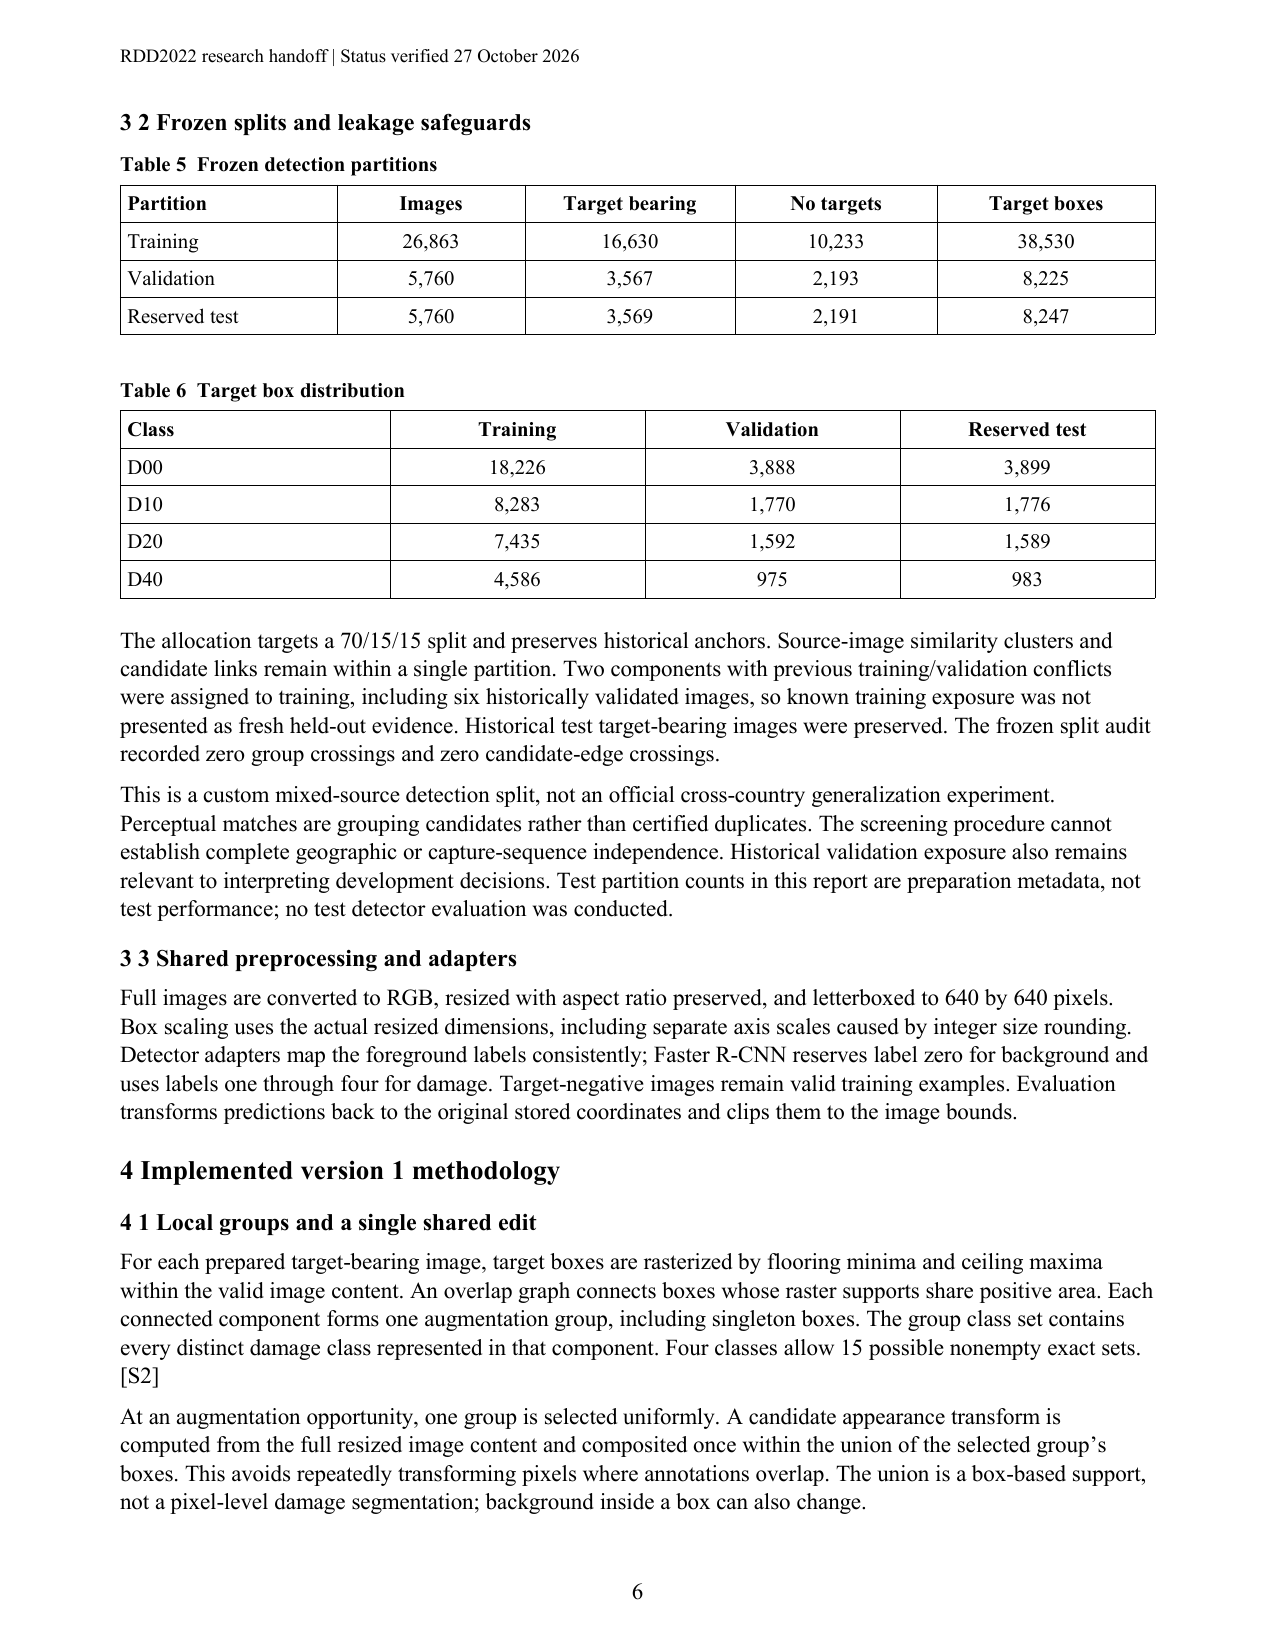 RDD2022 research handoff | Status verified 27 October 2026
3 2 Frozen splits and leakage safeguards
Table 5 Frozen detection partitions
Partition Images Target bearing No targets Target boxes
Training 26,863 16,630 10,233 38,530
Validation 5,760 3,567 2,193 8,225
Reserved test 5,760 3,569 2,191 8,247
Table 6 Target box distribution
Class Training Validation Reserved test
D00 18,226 3,888 3,899
D10 8,283 1,770 1,776
D20 7,435 1,592 1,589
D40 4,586 975 983
The allocation targets a 70/15/15 split and preserves historical anchors. Source-image similarity clusters and
candidate links remain within a single partition. Two components with previous training/validation conflicts
were assigned to training, including six historically validated images, so known training exposure was not
presented as fresh held-out evidence. Historical test target-bearing images were preserved. The frozen split audit
recorded zero group crossings and zero candidate-edge crossings.
This is a custom mixed-source detection split, not an official cross-country generalization experiment.
Perceptual matches are grouping candidates rather than certified duplicates. The screening procedure cannot
establish complete geographic or capture-sequence independence. Historical validation exposure also remains
relevant to interpreting development decisions. Test partition counts in this report are preparation metadata, not
test performance; no test detector evaluation was conducted.
3 3 Shared preprocessing and adapters
Full images are converted to RGB, resized with aspect ratio preserved, and letterboxed to 640 by 640 pixels.
Box scaling uses the actual resized dimensions, including separate axis scales caused by integer size rounding.
Detector adapters map the foreground labels consistently; Faster R-CNN reserves label zero for background and
uses labels one through four for damage. Target-negative images remain valid training examples. Evaluation
transforms predictions back to the original stored coordinates and clips them to the image bounds.
4 Implemented version 1 methodology
4 1 Local groups and a single shared edit
For each prepared target-bearing image, target boxes are rasterized by flooring minima and ceiling maxima
within the valid image content. An overlap graph connects boxes whose raster supports share positive area. Each
connected component forms one augmentation group, including singleton boxes. The group class set contains
every distinct damage class represented in that component. Four classes allow 15 possible nonempty exact sets.
[S2]
At an augmentation opportunity, one group is selected uniformly. A candidate appearance transform is
computed from the full resized image content and composited once within the union of the selected group’s
boxes. This avoids repeatedly transforming pixels where annotations overlap. The union is a box-based support,
not a pixel-level damage segmentation; background inside a box can also change.
6